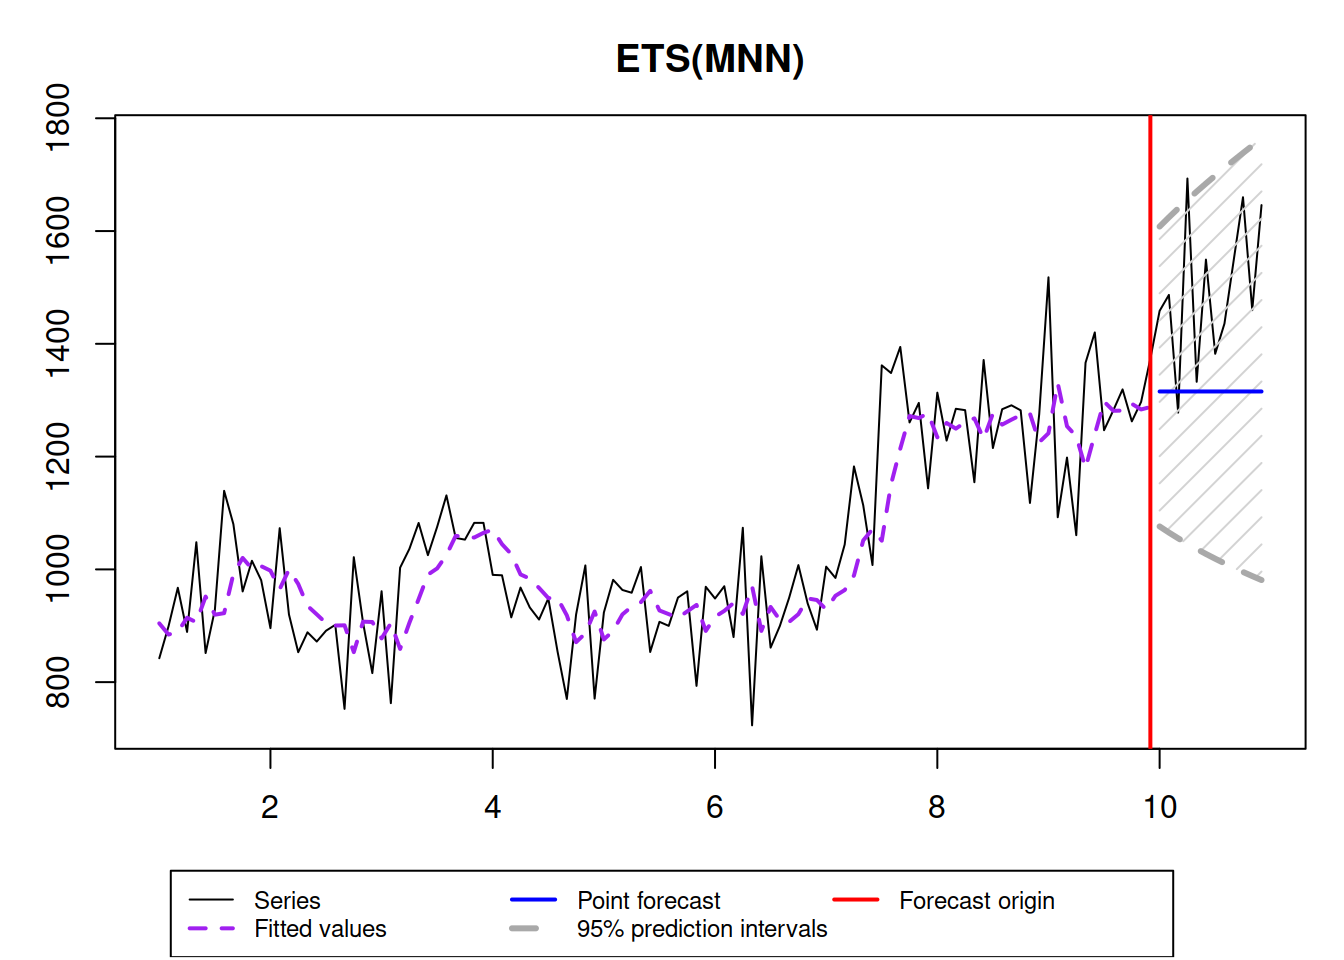 ETS(MNN)
1800
1600
1400
1200
1000
800
2 4 6 8 10
Series Point forecast Forecast origin
Fitted values 95% prediction intervals